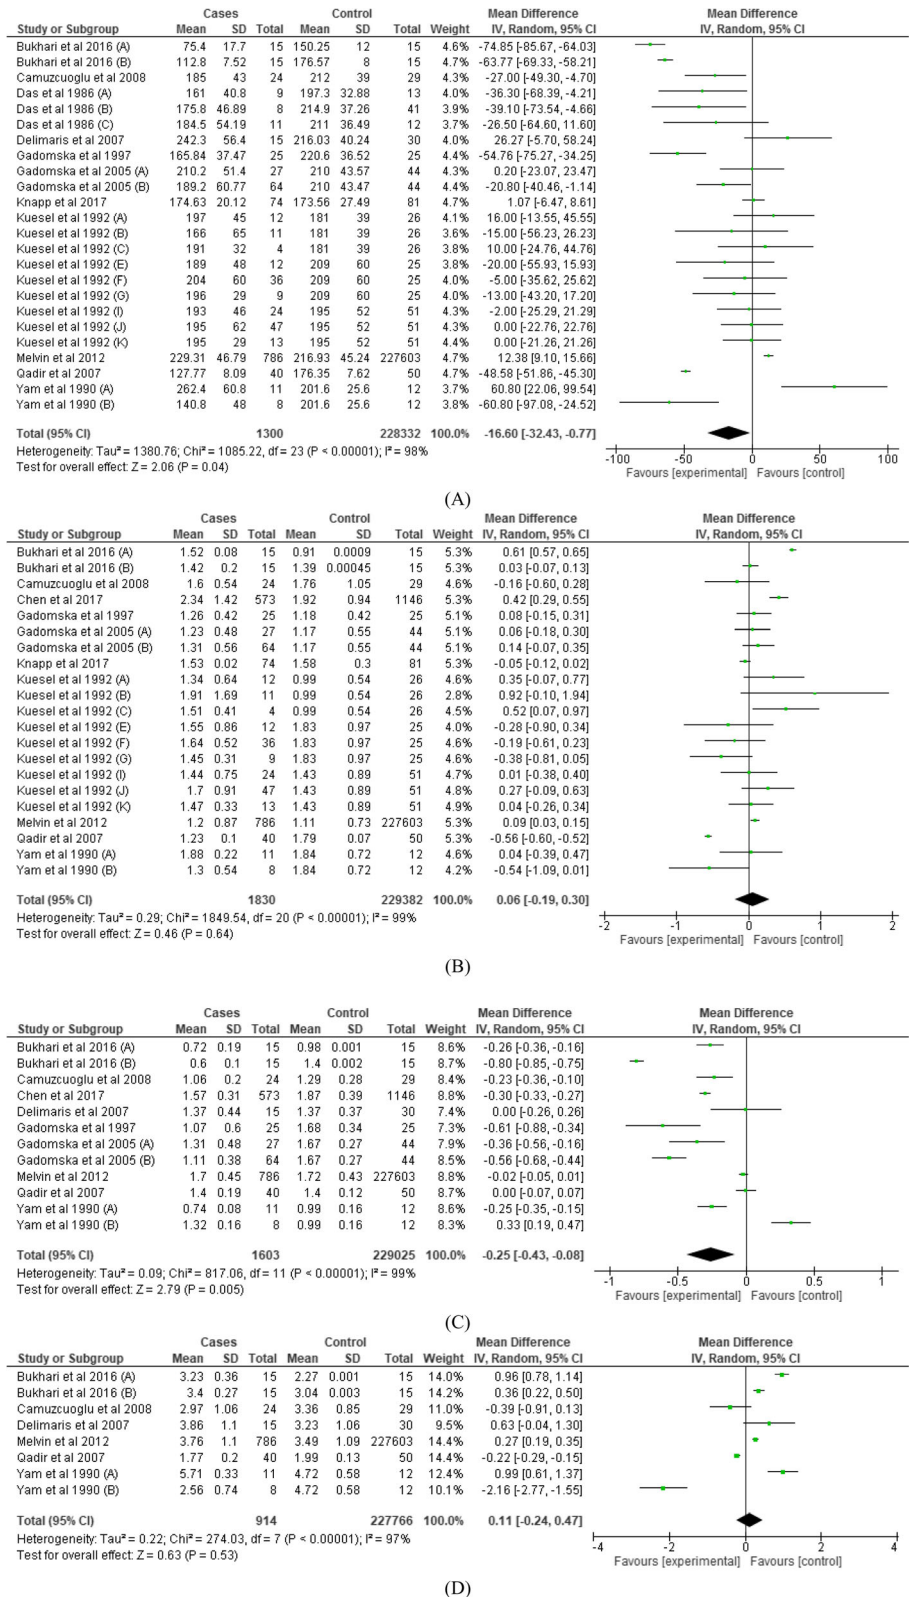 Cases Control Mean Difference Mean Difference
Study or Subgroup Mean SD Total Mean SD Total Weight IV, Random, 95% CI IV, Random, 95% CI
Bukhari et al 2016 (A) 75.4 17.7 15 150.25 12 15 4.6% -74.85 [-85.67, -64.03]
Bukhari et al 2016 (B) 112.8 7.52 15 176.57 8 15 4.7% -63.77 [-69.33, -58.21]
Camuzcuoglu et al 2008 185 43 24 212 39 29 4.4% -27.00 [-49.30, -4.70]
Das et al 1986 (A) 161 40.8 9 197.3 32.88 13 4.0% -36.30 [-68.39, -4.21]
Das et al 1986 (B) 175.8 46.89 8 214.9 37.26 41 3.9% -39.10 [-73.54, -4.66]
Das et al 1986 (C) 184.5 54.19 11 211 36.49 12 3.8% -26.50 [-64.60, 11.60]
Delimaris et al 2007 242.3 56.4 15 216.03 40.24 30 4.0% 26.27 [-5.70, 58.24]
Gadomska et al 1997 165.84 37.47 25 220.6 36.52 25 4.4% -54.76 [-75.27, -34.25]
Gadomska et al 2005 (A) 210.2 51.4 27 210 43.57 44 4.3% 0.20 [-23.07, 23.47]
Gadomska et al 2005 (B) 189.2 60.77 64 210 43.47 44 4.4% -20.80 [-40.46, -1.14]
Knapp et al 2017 174.63 20.12 74 173.56 27.49 81 4.7% 1.07 [-6.47, 8.61]
Kuesel et al 1992 (A) 197 45 12 181 39 26 4.1% 16.00 [-13.55, 45.55]
Kuesel et al 1992 (B) 166 65 11 181 39 26 3.6% -15.00 [-56.23, 26.23]
Kuesel et al 1992 (C) 191 32 4 181 39 26 3.9% 10.00 [-24.76, 44.76]
Kuesel et al 1992 (E) 189 48 12 209 60 25 3.8% -20.00 [-55.93, 15.93]
Kuesel et al 1992 (F) 204 60 36 209 60 25 4.0% -5.00 [-35.62, 25.62]
Kuesel et al 1992 (G) 196 29 9 209 60 25 4.1% -13.00 [-43.20, 17.20]
Kuesel et al 1992 (I) 193 46 24 195 52 51 4.3% -2.00 [-25.29, 21.29]
Kuesel et al 1992 (J) 195 62 47 195 52 51 4.3% 0.00 [-22.76, 22.76]
Kuesel et al 1992 (K) 195 29 13 195 52 51 4.4% 0.00 [-21.26, 21.26]
Melvin et al 2012 229.31 46.79 786 216.93 45.24 227603 4.7% 12.38 [9.10, 15.66]
Qadir et al 2007 127.77 8.09 40 176.35 7.62 50 4.7% -48.58 [-51.86, -45.30]
Yam et al 1990 (A) 262.4 60.8 11 201.6 25.6 12 3.7% 60.80 [22.06, 99.54]
Yam et al 1990 (B) 140.8 48 8 201.6 25.6 12 3.8% -60.80 [-97.08, -24.52]
Total (95% CI) 1300 228332 100.0% -16.60 [-32.43, -0.77]
Heterogeneity: Tau² = 1380.76; Chi² = 1085.22, df = 23 (P < 0.00001); I² = 98%
Test for overall effect: Z = 2.06 (P = 0.04)
-100 -50 0 50 100
Favours [experimental] Favours [control]
(A)
Cases Control Mean Difference Mean Difference
Study or Subgroup Mean SD Total Mean SD Total Weight IV, Random, 95% CI IV, Random, 95% CI
Bukhari et al 2016 (A) 1.52 0.08 15 0.91 0.0009 15 5.3% 0.61 [0.57, 0.65]
Bukhari et al 2016 (B) 1.42 0.2 15 1.39 0.00045 15 5.2% 0.03 [-0.07, 0.13]
Camuzcuoglu et al 2008 1.6 0.54 24 1.76 1.05 29 4.5% -0.16 [-0.60, 0.28]
Chen et al 2017 2.34 1.42 573 1.92 0.94 1146 5.2% 0.42 [0.29, 0.55]
Gadomska et al 1997 1.26 0.42 25 1.18 0.42 25 5.1% 0.08 [-0.15, 0.31]
Gadomska et al 2005 (A) 1.23 0.48 27 1.17 0.55 44 5.1% 0.06 [-0.18, 0.30]
Gadomska et al 2005 (B) 1.31 0.56 64 1.17 0.55 44 5.1% 0.14 [-0.07, 0.35]
Knapp et al 2017 1.53 0.02 74 1.58 0.3 81 5.3% -0.05 [-0.12, 0.02]
Kuesel et al 1992 (A) 1.34 0.64 12 0.99 0.54 26 4.6% 0.35 [-0.07, 0.77]
Kuesel et al 1992 (B) 1.91 1.69 11 0.99 0.54 26 2.8% 0.92 [-0.10, 1.94]
Kuesel et al 1992 (C) 1.51 0.41 4 0.99 0.54 26 4.5% 0.52 [0.07, 0.97]
Kuesel et al 1992 (E) 1.55 0.86 12 1.83 0.97 25 4.0% -0.28 [-0.90, 0.34]
Kuesel et al 1992 (F) 1.64 0.52 36 1.83 0.97 25 4.6% -0.19 [-0.61, 0.23]
Kuesel et al 1992 (G) 1.45 0.31 9 1.83 0.97 25 4.6% -0.38 [-0.81, 0.05]
Kuesel et al 1992 (I) 1.44 0.75 24 1.43 0.89 51 4.7% 0.01 [-0.38, 0.40]
Kuesel et al 1992 (J) 1.7 0.91 47 1.43 0.89 51 4.7% 0.27 [-0.09, 0.63]
Kuesel et al 1992 (K) 1.47 0.33 13 1.43 0.89 51 4.9% 0.04 [-0.26, 0.34]
Melvin et al 2012 1.2 0.87 786 1.11 0.73 227603 5.3% 0.09 [0.03, 0.15]
Qadir et al 2007 1.23 0.1 40 1.79 0.07 50 5.3% -0.56 [-0.60, -0.52]
Yam et al 1990 (A) 1.88 0.22 11 1.84 0.72 12 4.6% 0.04 [-0.39, 0.47]
Yam et al 1990 (B) 1.3 0.54 8 1.84 0.72 12 4.2% -0.54 [-1.09, 0.01]
Total (95% CI) 1830 229382 100.0% 0.06 [-0.19, 0.30]
Heterogeneity: Tau² = 0.29; Chi² = 1849.54, df = 20 (P < 0.00001); I² = 99%
Test for overall effect: Z = 0.46 (P = 0.64)
-2 -1 0 1 2
Favours [experimental] Favours [control]
(B)
Cases Control Mean Difference Mean Difference
Study or Subgroup Mean SD Total Mean SD Total Weight IV, Random, 95% CI IV, Random, 95% CI
Bukhari et al 2016 (A) 0.72 0.19 15 0.98 0.001 15 8.6% -0.26 [-0.36, -0.16]
Bukhari et al 2016 (B) 0.6 0.1 15 1.4 0.002 15 8.7% -0.80 [-0.85, -0.75]
Camuzcuoglu et al 2008 1.06 0.2 24 1.29 0.28 29 8.4% -0.23 [-0.36, -0.10]
Chen et al 2017 1.57 0.31 573 1.87 0.39 1146 8.8% -0.30 [-0.33, -0.27]
Delimaris et al 2007 1.37 0.44 15 1.37 0.37 30 7.4% 0.00 [-0.26, 0.26]
Gadomska et al 1997 1.07 0.6 25 1.68 0.34 25 7.4% -0.61 [-0.88, -0.34]
Gadomska et al 2005 (A) 1.31 0.48 27 1.67 0.27 44 7.9% -0.36 [-0.56, -0.16]
Gadomska et al 2005 (B) 1.11 0.38 64 1.67 0.27 44 8.5% -0.56 [-0.68, -0.44]
Melvin et al 2012 1.7 0.45 786 1.72 0.43 227603 8.8% -0.02 [-0.05, 0.01]
Qadir et al 2007 1.4 0.19 40 1.4 0.12 50 8.7% 0.00 [-0.07, 0.07]
Yam et al 1990 (A) 0.74 0.08 11 0.99 0.16 12 8.6% -0.25 [-0.35, -0.15]
Yam et al 1990 (B) 1.32 0.16 8 0.99 0.16 12 8.3% 0.33 [0.19, 0.47]
Total (95% CI) 1603 229025 100.0% -0.25 [-0.43, -0.08]
Heterogeneity: Tau² = 0.09; Chi² = 817.06, df = 11 (P < 0.00001); I² = 99%
Test for overall effect: Z = 2.79 (P = 0.005)
-1 -0.5 0 0.5 1
Favours [experimental] Favours [control]
(C)
Cases Control Mean Difference Mean Difference
Study or Subgroup Mean SD Total Mean SD Total Weight IV, Random, 95% CI IV, Random, 95% CI
Bukhari et al 2016 (A) 3.23 0.36 15 2.27 0.001 15 14.0% 0.96 [0.78, 1.14]
Bukhari et al 2016 (B) 3.4 0.27 15 3.04 0.003 15 14.2% 0.36 [0.22, 0.50]
Camuzcuoglu et al 2008 2.97 1.06 24 3.36 0.85 29 11.0% -0.39 [-0.91, 0.13]
Delimaris et al 2007 3.86 1.1 15 3.23 1.06 30 9.5% 0.63 [-0.04, 1.30]
Melvin et al 2012 3.76 1.1 786 3.49 1.09 227603 14.4% 0.27 [0.19, 0.35]
Qadir et al 2007 1.77 0.2 40 1.99 0.13 50 14.4% -0.22 [-0.29, -0.15]
Yam et al 1990 (A) 5.71 0.33 11 4.72 0.58 12 12.4% 0.99 [0.61, 1.37]
Yam et al 1990 (B) 2.56 0.74 8 4.72 0.58 12 10.1% -2.16 [-2.77, -1.55]
Total (95% CI) 914 227766 100.0% 0.11 [-0.24, 0.47]
Heterogeneity: Tau² = 0.22; Chi² = 274.03, df = 7 (P < 0.00001); I² = 97%
Test for overall effect: Z = 0.63 (P = 0.53)
-4 -2 0 2 4
Favours [experimental] Favours [control]
(D)